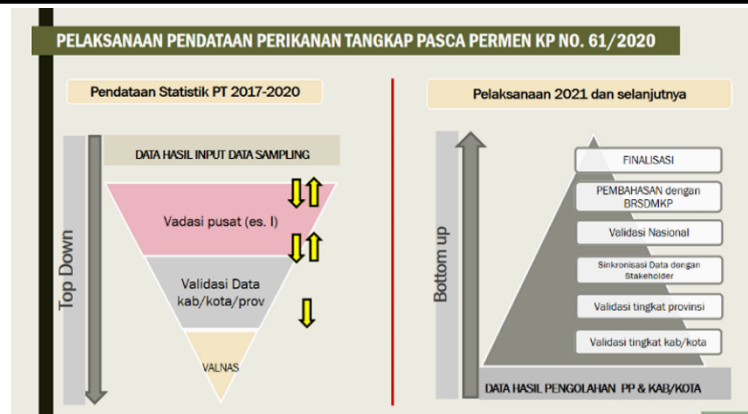 PELAKSANAAN PENDATAAN PERIKANAN TANGKAP PASCA PERMEN KP NO. 61/2020
Pendataan Statistik PT 2017-2020
DATA HASIL INPUT DATA SAMPLING
Top Down
Vadasi pusat (es. I)
Validasi Data
kab/kota/prov
VALNAS
Pelaksanaan 2021 dan selanjutnya
Bottom up
FINALISASI
PEMBAHASAN dengan
BRSDMKP
Validasi Nasional
Sinkronisasi Data dengan
Stakeholder
Validasi tingkat provinsi
Validasi tingkat kab/kota
DATA HASIL PENGOLAHAN PP & KAB/KOTA